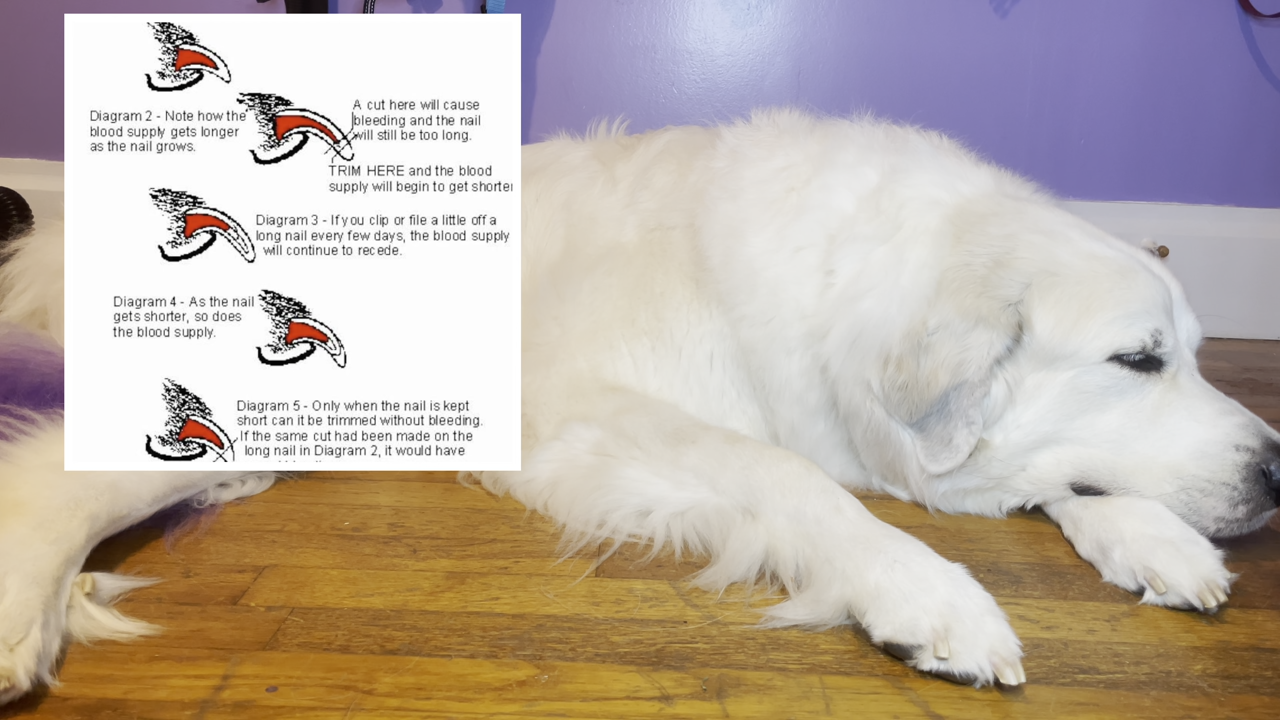 Diagram 2 - Note how the
blood supply gets longer
as the nail grows.
A cut here will cause
bleeding and the nail
will still be too long.
TRIM HERE and the blood
supply will begin to get shorter
Diagram 3 - If you clip or file a little off a
long nail every few days, the blood supply
will continue to recede.
Diagram 4 - As the nail
gets shorter, so does
the blood supply.
Diagram 5 - Only when the nail is kept
short can it be trimmed without bleeding.
If the same cut had been made on the
long nail in Diagram 2, it would have